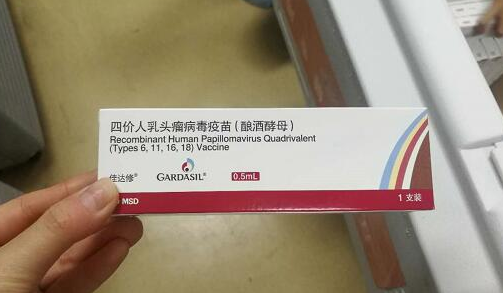 四价人乳头瘤病毒疫苗(酿酒酵母)
Recombinant Human Papillomavirus Quadrivalent
(Types 6, 11, 16, 18) Vaccine
佳达修® GARDASIL® 0.5mL
MSD 1 支装